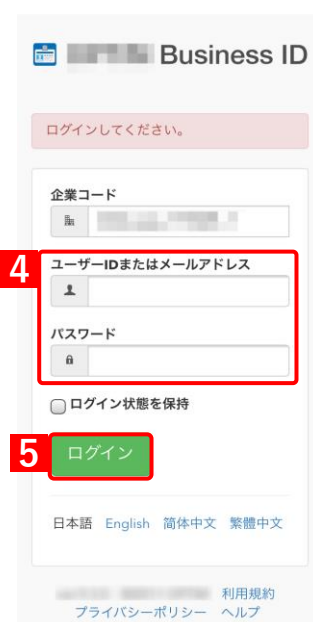 Business ID
ログインしてください。
企業コード
4
ユーザーIDまたはメールアドレス
パスワード
ログイン状態を保持
5
ログイン
日本語 English 简体中文 繁體中文
利用規約
プライバシーポリシー ヘルプ